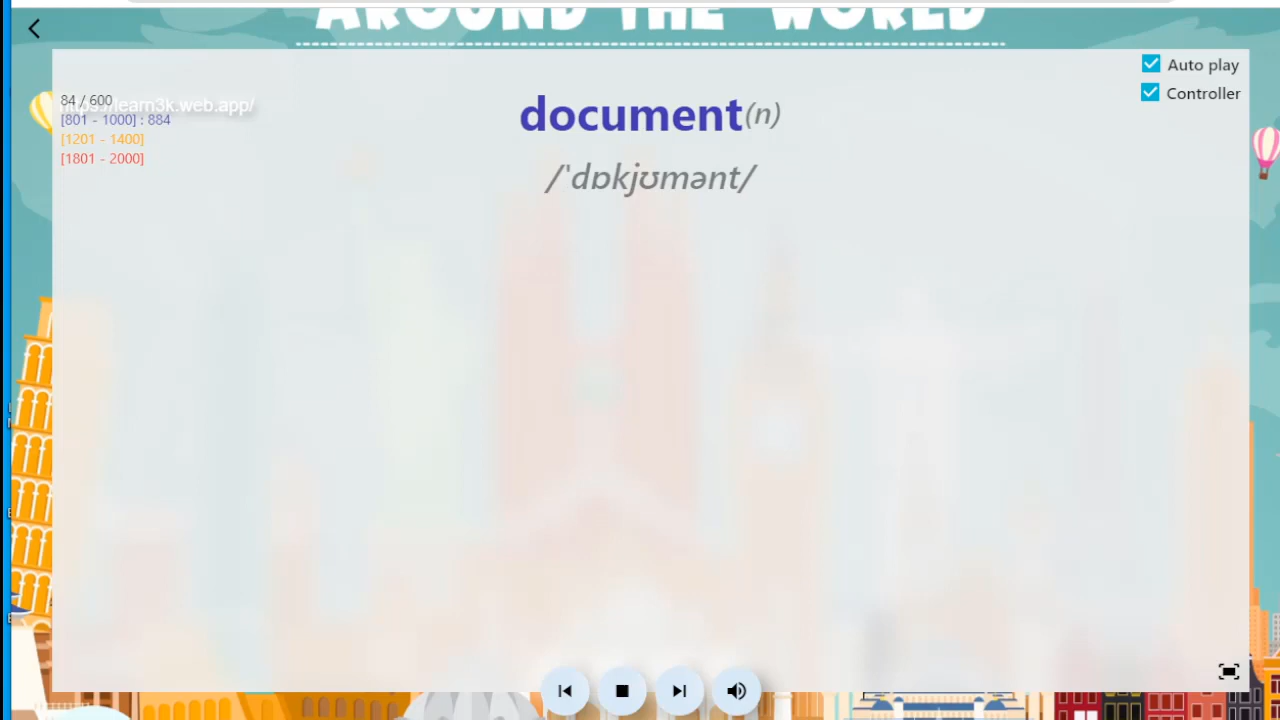 AROUND THE WORLD
Auto play
Controller
84 / 600
https://learn3k.web.app/
[801 - 1000] : 884
[1201 - 1400]
[1801 - 2000]
document(n)
/ˈdɒkjʊmənt/